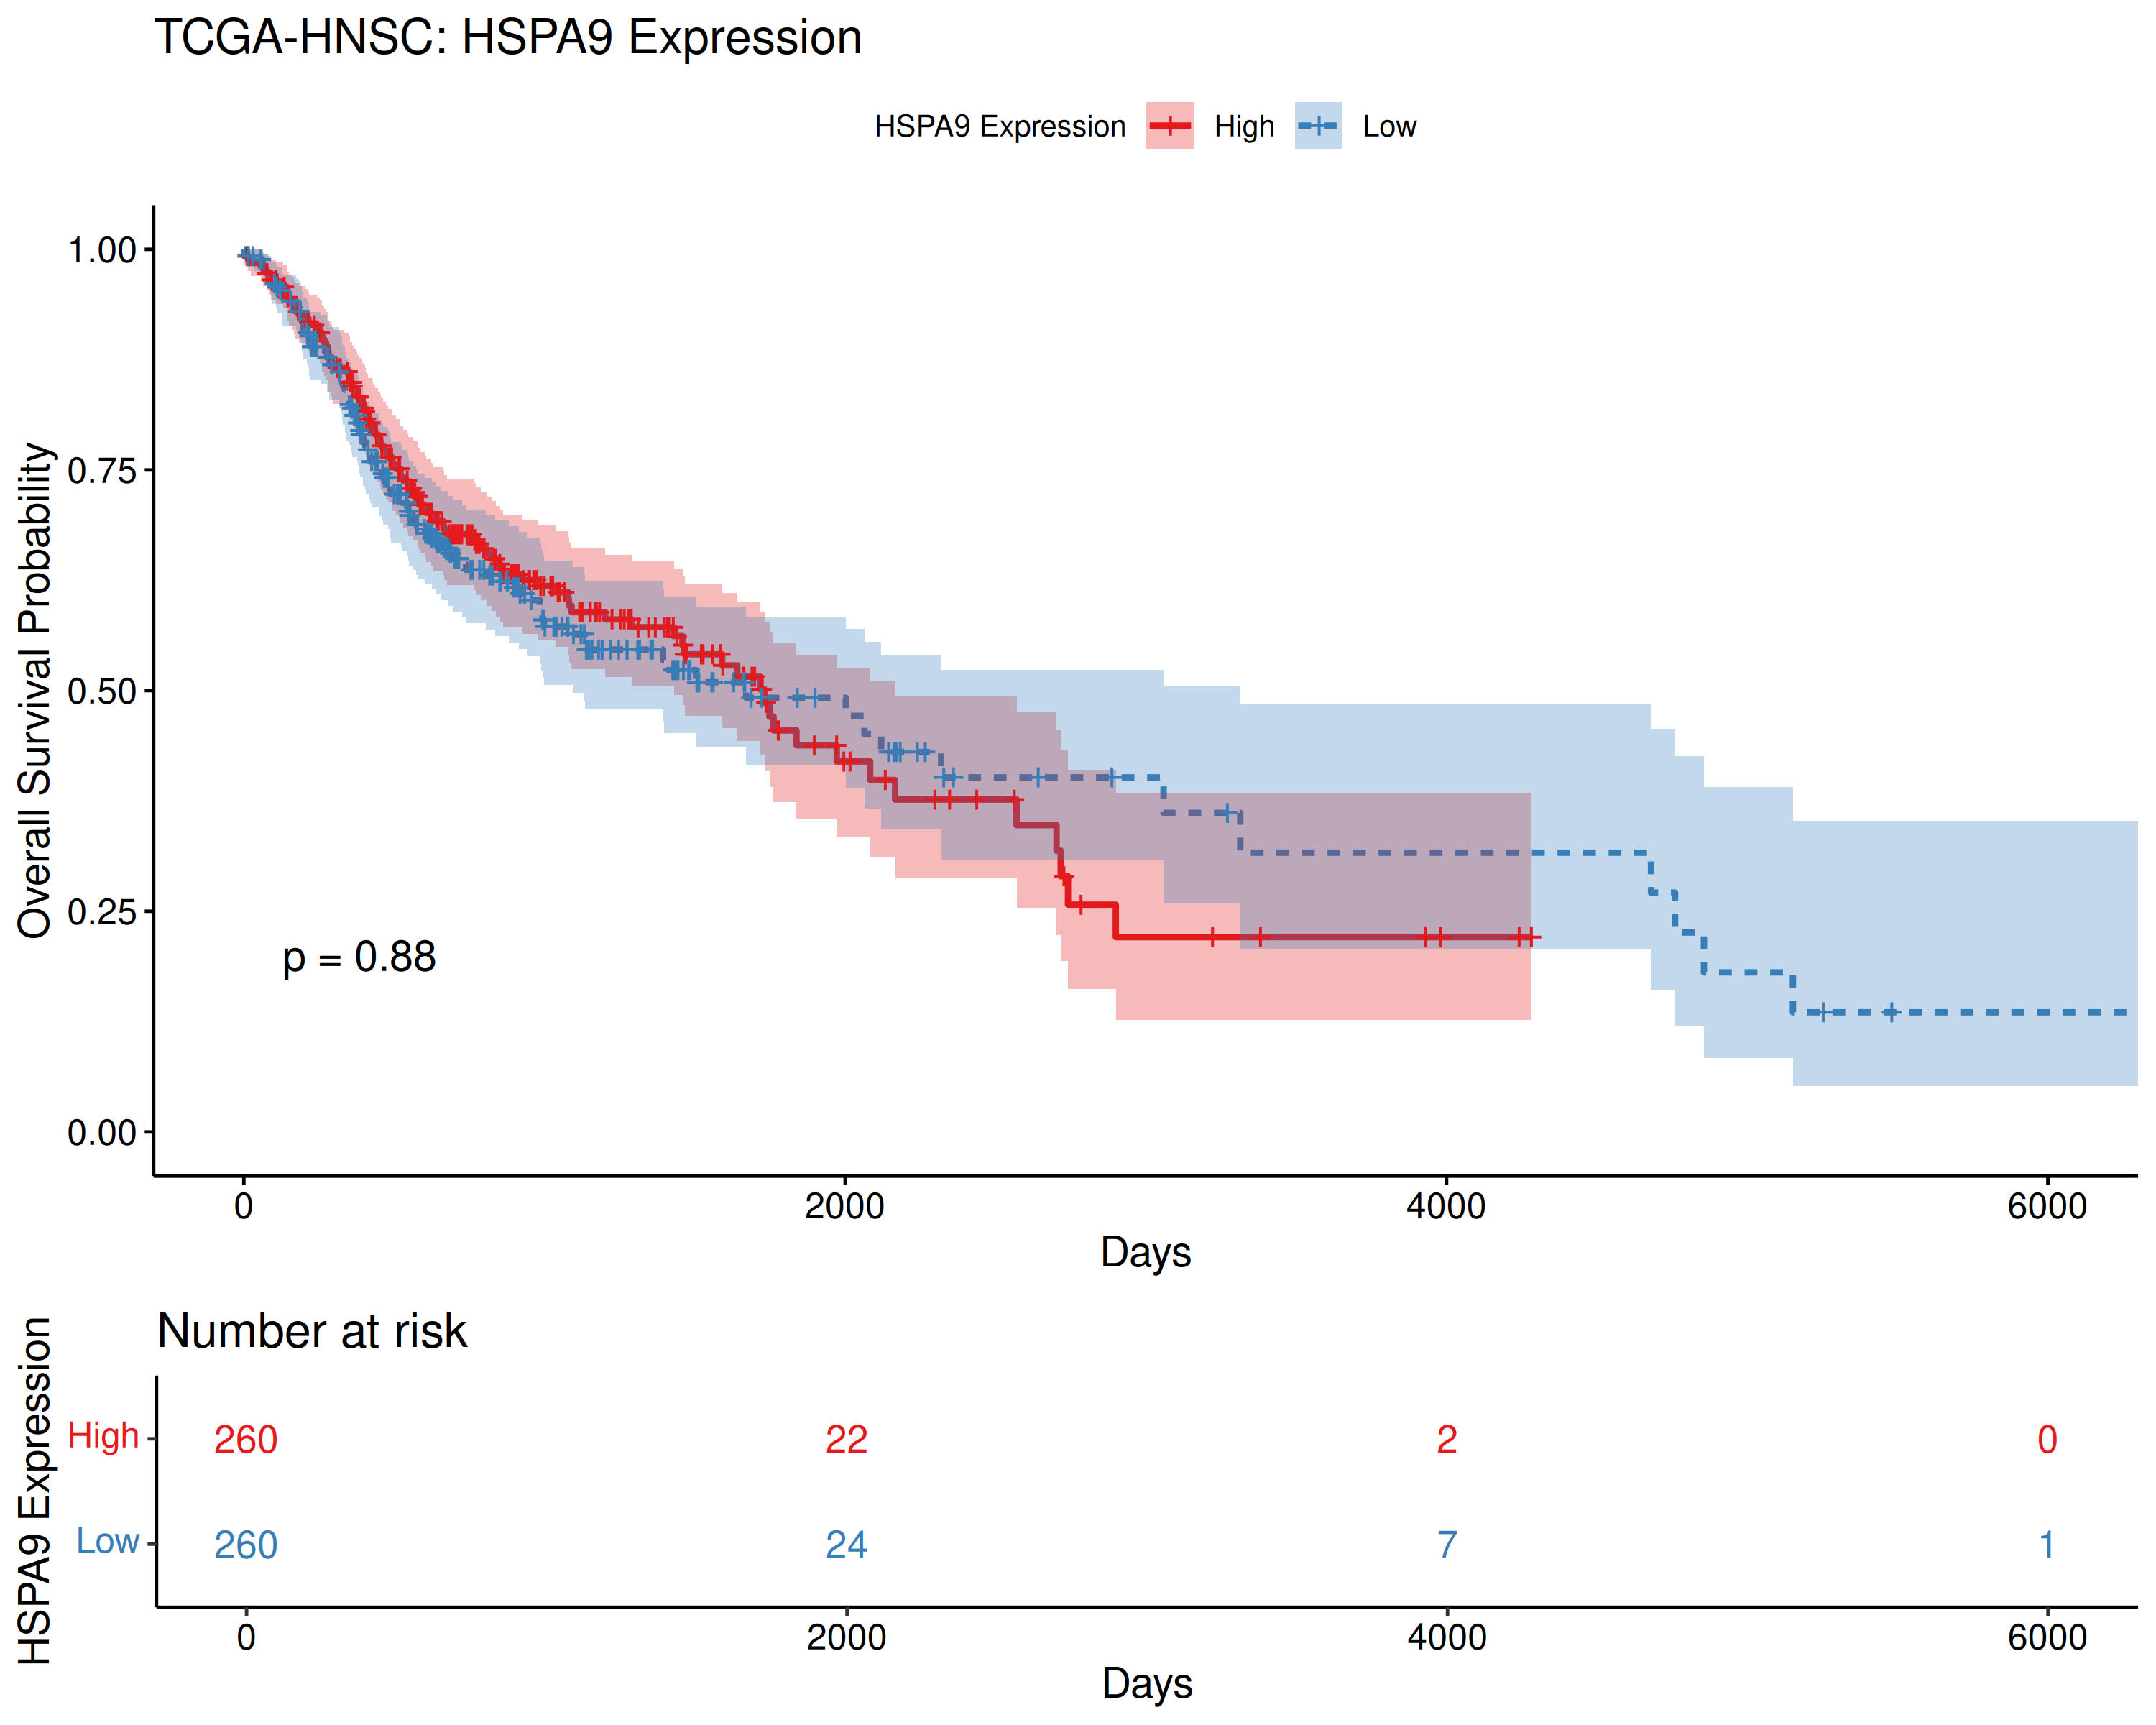 TCGA-HNSC: HSPA9 Expression
HSPA9 Expression High Low
Overall Survival Probability
1.00
0.75
0.50
0.25
0.00
p = 0.88
0 2000 4000 6000
Days
Number at risk
HSPA9 Expression
High 260 22 2 0
Low 260 24 7 1
0 2000 4000 6000
Days